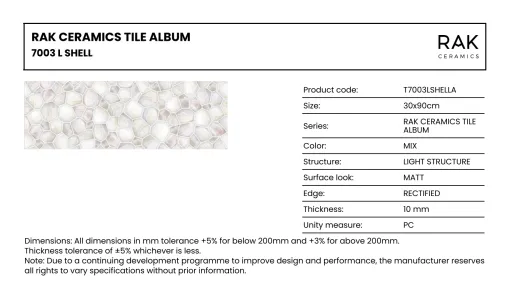 RAK CERAMICS TILE ALBUM
7003 L SHELL
RAK
CERAMICS
Product code: T7003LSHELLA
Size: 30x90cm
Series: RAK CERAMICS TILE
ALBUM
Color: MIX
Structure: LIGHT STRUCTURE
Surface look: MATT
Edge: RECTIFIED
Thickness: 10 mm
Unity measure: PC
Dimensions: All dimensions in mm tolerance +5% for below 200mm and +3% for above 200mm.
Thickness tolerance of ±5% whichever is less.
Note: Due to a continuing development programme to improve design and performance, the manufacturer reserves
all rights to vary specifications without prior information.